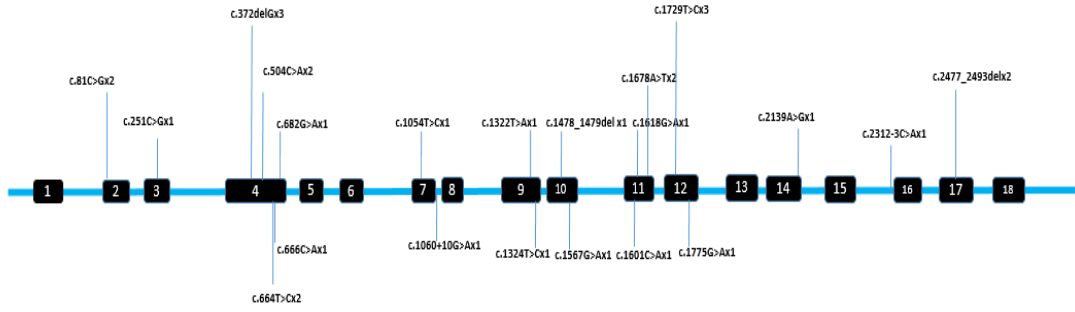 c.1729T>Cx3
c.372delGx3
c.504C>Ax2
c.81C>Gx2
c.1678A>Tx2
c.2477_2493delx2
c.251C>Gx1
c.682G>Ax1
c.1054T>Cx1
c.1322T>Ax1
c.1478_1479del x1
c.1618G>Ax1
c.2139A>Gx1
c.2312-3C>Ax1
1 2 3 4 5 6 7 8 9 10 11 12 13 14 15 16 17 18
c.666C>Ax1
c.1060+10G>Ax1
c.1324T>Cx1
c.1567G>Ax1
c.1601C>Ax1
c.1775G>Ax1
c.664T>Cx2